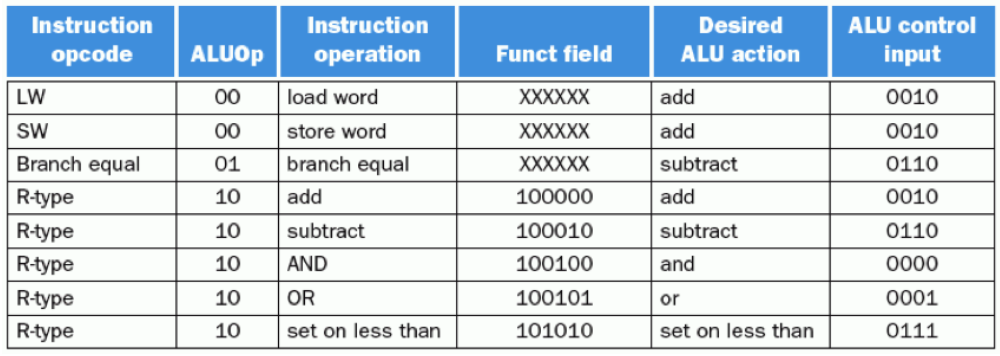 Instruction opcode ALUOp Instruction operation Funct field Desired ALU action ALU control input
LW 00 load word XXXXXX add 0010
SW 00 store word XXXXXX add 0010
Branch equal 01 branch equal XXXXXX subtract 0110
R-type 10 add 100000 add 0010
R-type 10 subtract 100010 subtract 0110
R-type 10 AND 100100 and 0000
R-type 10 OR 100101 or 0001
R-type 10 set on less than 101010 set on less than 0111